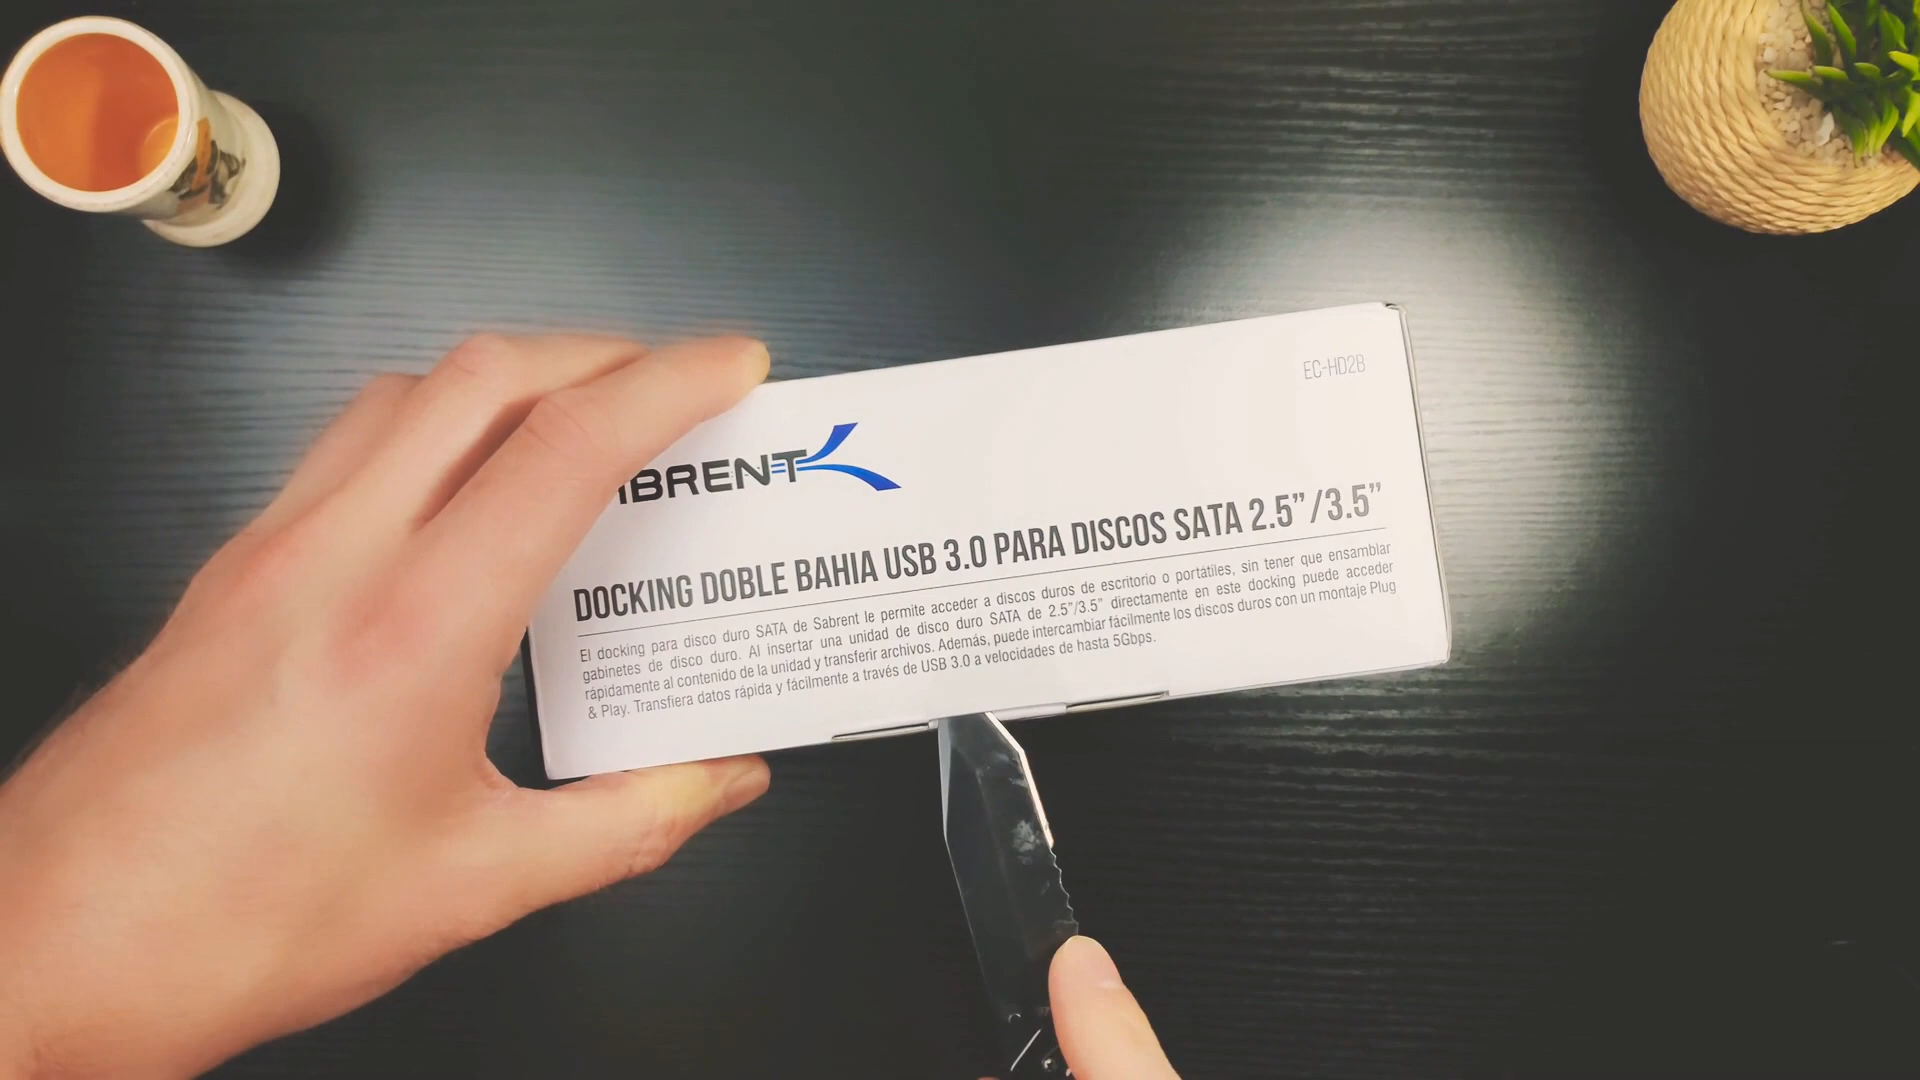 EC-HD2B
IBRENT
DOCKING DOBLE BAHIA USB 3.0 PARA DISCOS SATA 2.5”/3.5”
El docking para disco duro SATA de Sabrent le permite acceder a discos duros de escritorio o portátiles, sin tener que ensamblar
gabinetes de disco duro. Al insertar una unidad de disco duro SATA de 2.5”/3.5” directamente en este docking puede acceder
rápidamente al contenido de la unidad y transferir archivos. Además, puede intercambiar fácilmente los discos duros con un montaje Plug
& Play. Transfiera datos rápida y fácilmente a través de USB 3.0 a velocidades de hasta 5Gbps.